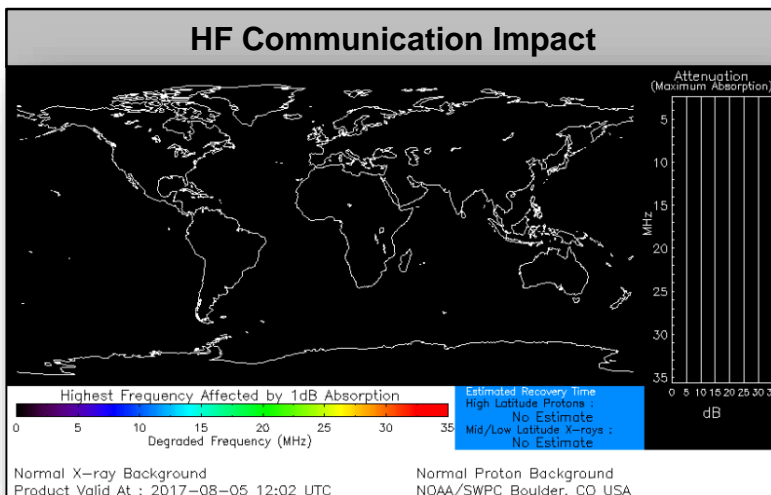 HF Communication Impact
Attenuation
(Maximum Absorption)
5
10
15
20
25
30
35
MHz
0 5 10 15 20 25 30
dB
Highest Frequency Affected by 1dB Absorption
0 5 10 15 20 25 30 35
Degraded Frequency (MHz)
Estimated Recovery Time
High Latitude Protons :
No Estimate
Mid/Low Latitude X-rays :
No Estimate
Normal X-ray Background
Product Valid At : 2017-08-05 12:02 UTC
Normal Proton Background
NOAA/SWPC Boulder, CO USA